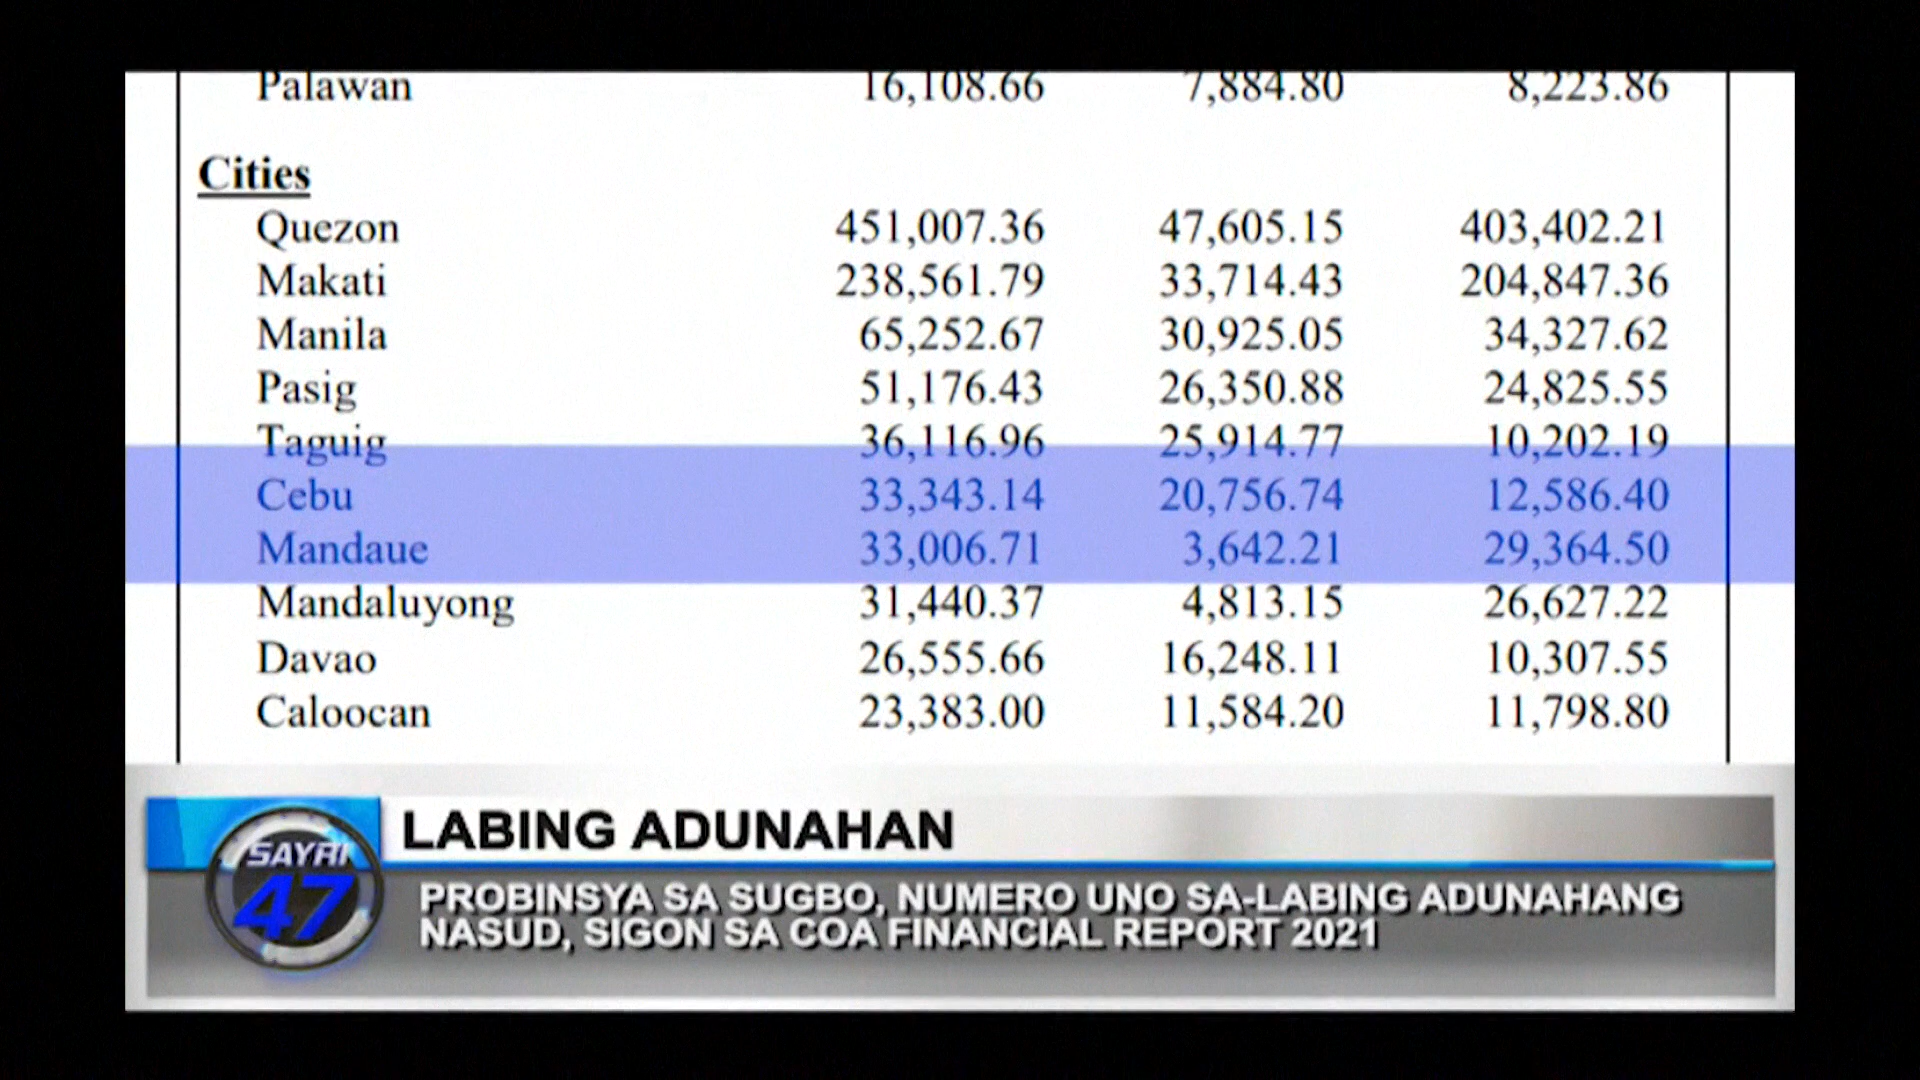 Palawan 16,108.66 7,884.80 8,223.86
Cities
Quezon 451,007.36 47,605.15 403,402.21
Makati 238,561.79 33,714.43 204,847.36
Manila 65,252.67 30,925.05 34,327.62
Pasig 51,176.43 26,350.88 24,825.55
Taguig 36,116.96 25,914.77 10,202.19
Cebu 33,343.14 20,756.74 12,586.40
Mandaue 33,006.71 3,642.21 29,364.50
Mandaluyong 31,440.37 4,813.15 26,627.22
Davao 26,555.66 16,248.11 10,307.55
Caloocan 23,383.00 11,584.20 11,798.80
SAYRI
47
LABING ADUNAHAN
PROBINSYA SA SUGBO, NUMERO UNO SA-LABING ADUNAHANG
NASUD, SIGON SA COA FINANCIAL REPORT 2021